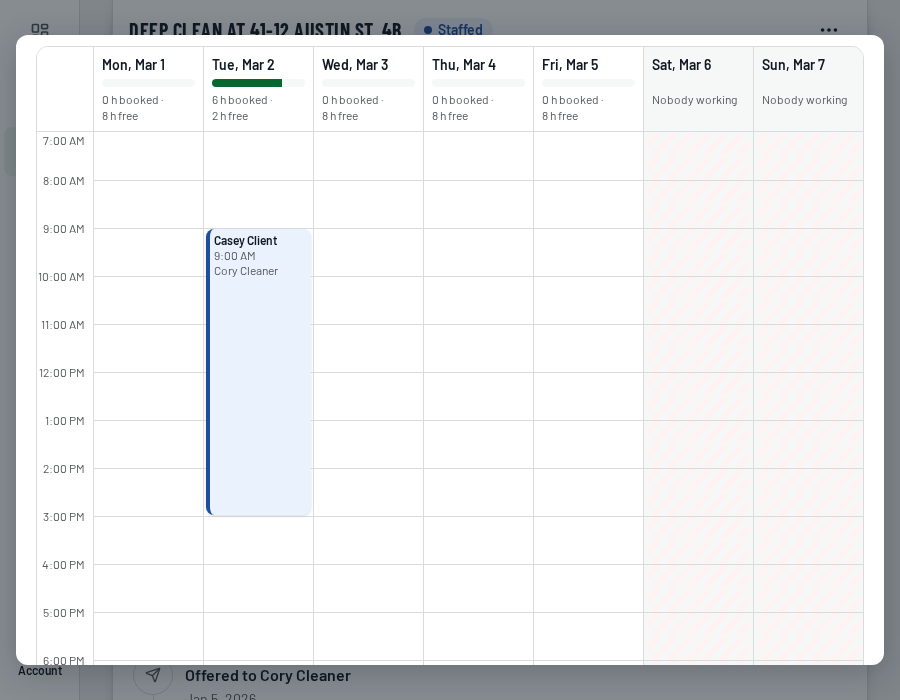 DEEP CLEAN AT 41-12 AUSTIN ST, 4B
Staffed
Mon, Mar 1
0 h booked ·
8 h free
Tue, Mar 2
6 h booked ·
2 h free
Wed, Mar 3
0 h booked ·
8 h free
Thu, Mar 4
0 h booked ·
8 h free
Fri, Mar 5
0 h booked ·
8 h free
Sat, Mar 6
Nobody working
Sun, Mar 7
Nobody working
7:00 AM
8:00 AM
9:00 AM
Casey Client
9:00 AM
Cory Cleaner
10:00 AM
11:00 AM
12:00 PM
1:00 PM
2:00 PM
3:00 PM
4:00 PM
5:00 PM
6:00 PM
Account
Offered to Cory Cleaner
Jan 5, 2026